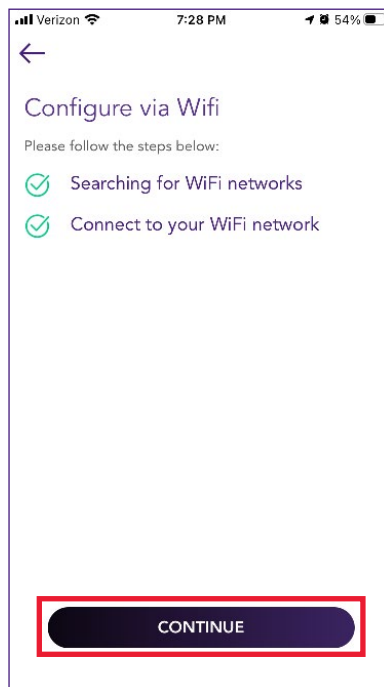 Verizon 7:28 PM 54%
Configure via Wifi
Please follow the steps below:
Searching for WiFi networks
Connect to your WiFi network
CONTINUE